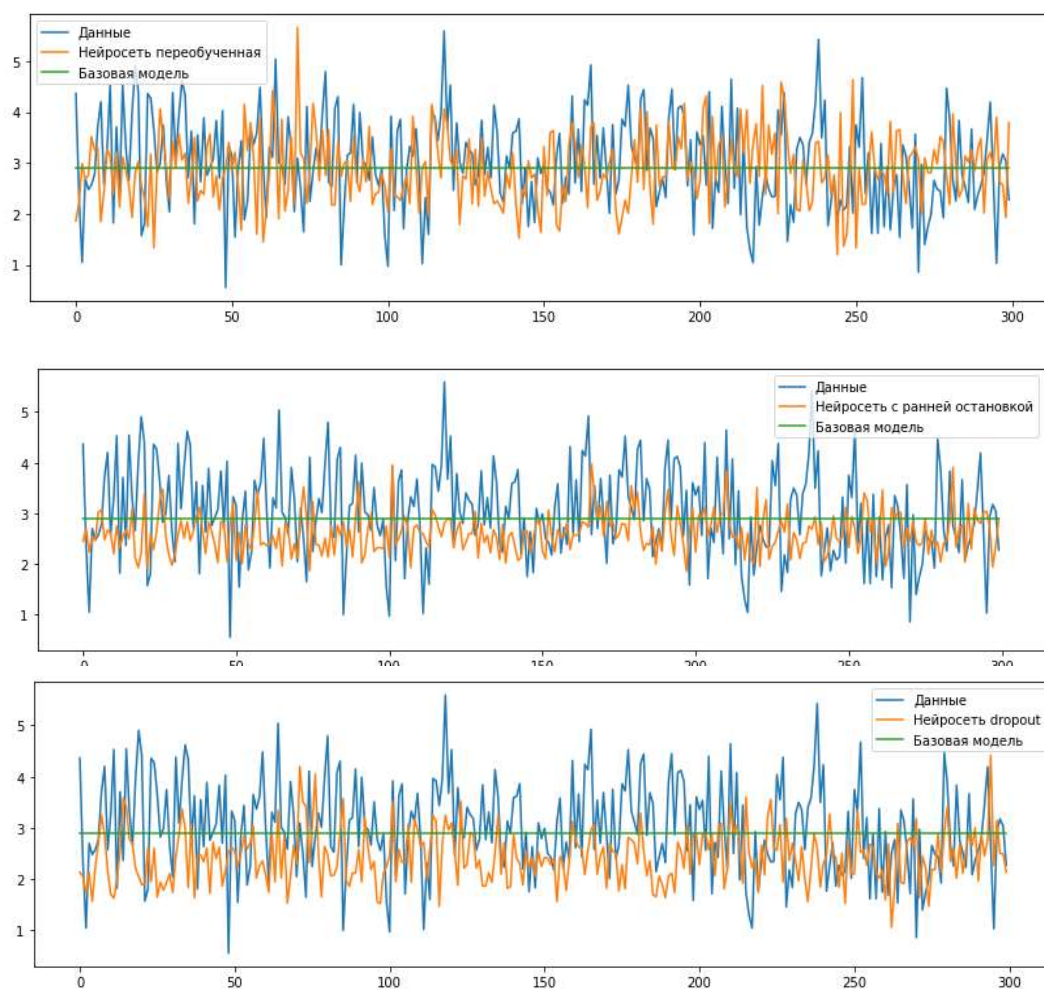 Данные
Нейросеть переобученная
Базовая модель
5
4
3
2
1
0 50 100 150 200 250 300
Данные
Нейросеть с ранней остановкой
Базовая модель
5
4
3
2
1
0 50 100 150 200 250 300
Данные
Нейросеть dropout
Базовая модель
5
4
3
2
1
0 50 100 150 200 250 300